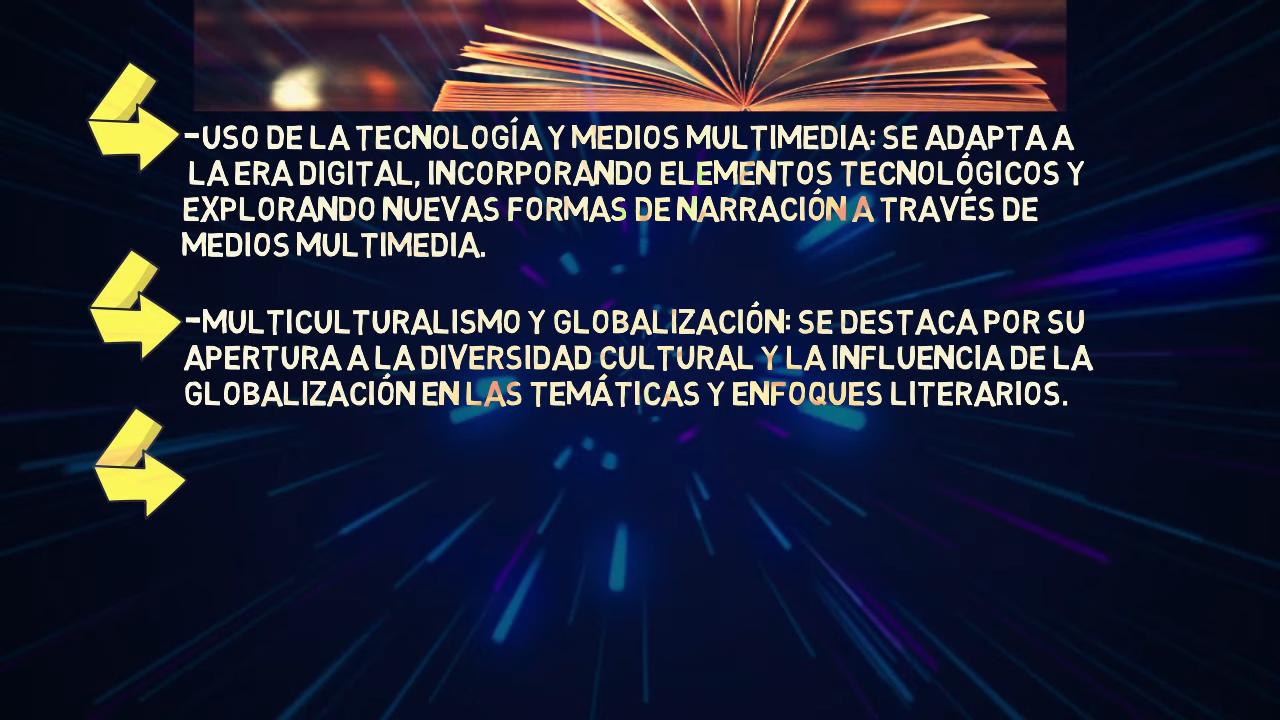 -USO DE LA TECNOLOGÍA Y MEDIOS MULTIMEDIA: SE ADAPTA A
LA ERA DIGITAL, INCORPORANDO ELEMENTOS TECNOLÓGICOS Y
EXPLORANDO NUEVAS FORMAS DE NARRACIÓN A TRAVÉS DE
MEDIOS MULTIMEDIA.
-MULTICULTURALISMO Y GLOBALIZACIÓN: SE DESTACA POR SU
APERTURA A LA DIVERSIDAD CULTURAL Y LA INFLUENCIA DE LA
GLOBALIZACIÓN EN LAS TEMÁTICAS Y ENFOQUES LITERARIOS.